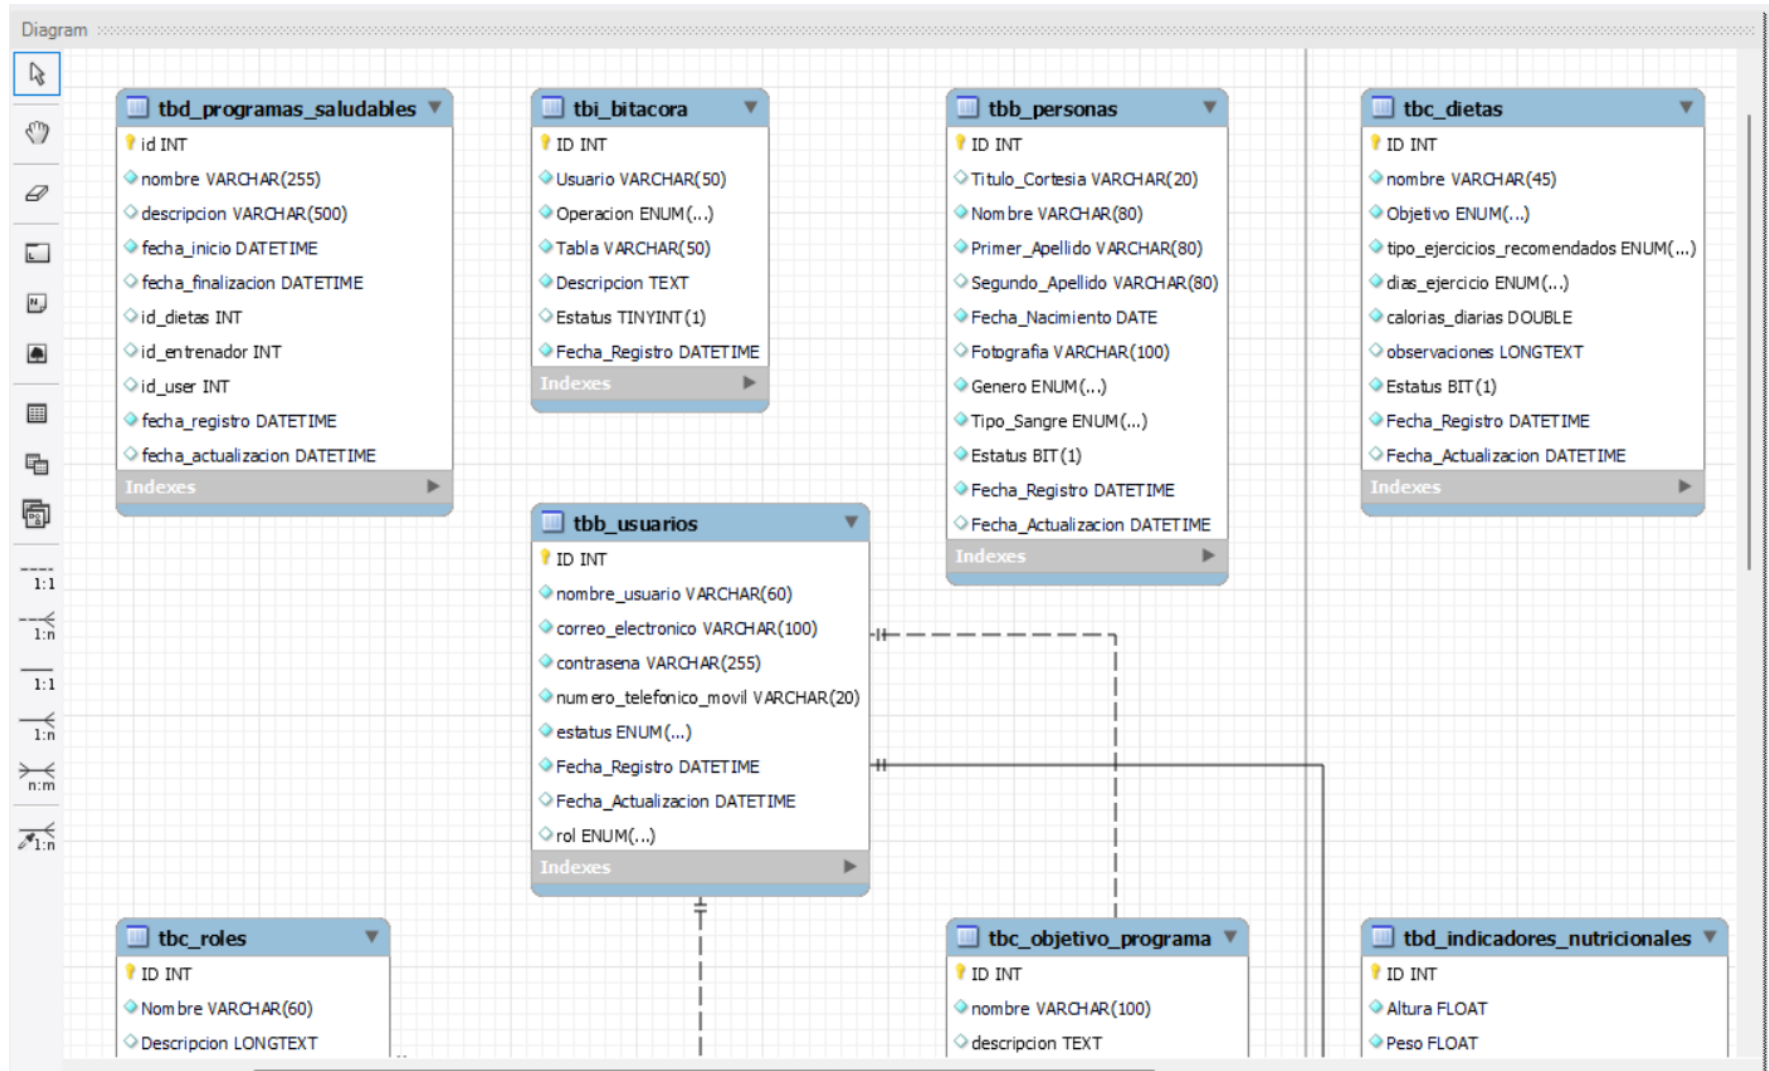 Diagram
tbd_programas_saludables
id INT
nombre VARCHAR(255)
descripcion VARCHAR(500)
fecha_inicio DATETIME
fecha_finalizacion DATETIME
id_dietas INT
id_entrenador INT
id_user INT
fecha_registro DATETIME
fecha_actualizacion DATETIME
Indexes
tbi_bitacora
ID INT
Usuario VARCHAR(50)
Operacion ENUM(...)
Tabla VARCHAR(50)
Descripcion TEXT
Estatus TINYINT(1)
Fecha_Registro DATETIME
Indexes
tbb_personas
ID INT
Titulo_Cortesia VARCHAR(20)
Nombre VARCHAR(80)
Primer_Apellido VARCHAR(80)
Segundo_Apellido VARCHAR(80)
Fecha_Nacimiento DATE
Fotografia VARCHAR(100)
Genero ENUM(...)
Tipo_Sangre ENUM(...)
Estatus BIT(1)
Fecha_Registro DATETIME
Fecha_Actualizacion DATETIME
Indexes
tbc_dietas
ID INT
nombre VARCHAR(45)
Objetivo ENUM(...)
tipo_ejercicios_recomendados ENUM(...)
dias_ejercicio ENUM(...)
calorias_diarias DOUBLE
observaciones LONGTEXT
Estatus BIT(1)
Fecha_Registro DATETIME
Fecha_Actualizacion DATETIME
Indexes
tbb_usuarios
ID INT
nombre_usuario VARCHAR(60)
correo_electronico VARCHAR(100)
contrasena VARCHAR(255)
numero_telefonico_movil VARCHAR(20)
estatus ENUM(...)
Fecha_Registro DATETIME
Fecha_Actualizacion DATETIME
rol ENUM(...)
Indexes
1:1
1:n
1:1
1:n
n:m
1:n
tbc_roles
ID INT
Nombre VARCHAR(60)
Descripcion LONGTEXT
tbc_objetivo_programa
ID INT
nombre VARCHAR(100)
descripcion TEXT
tbd_indicadores_nutricionales
ID INT
Altura FLOAT
Peso FLOAT